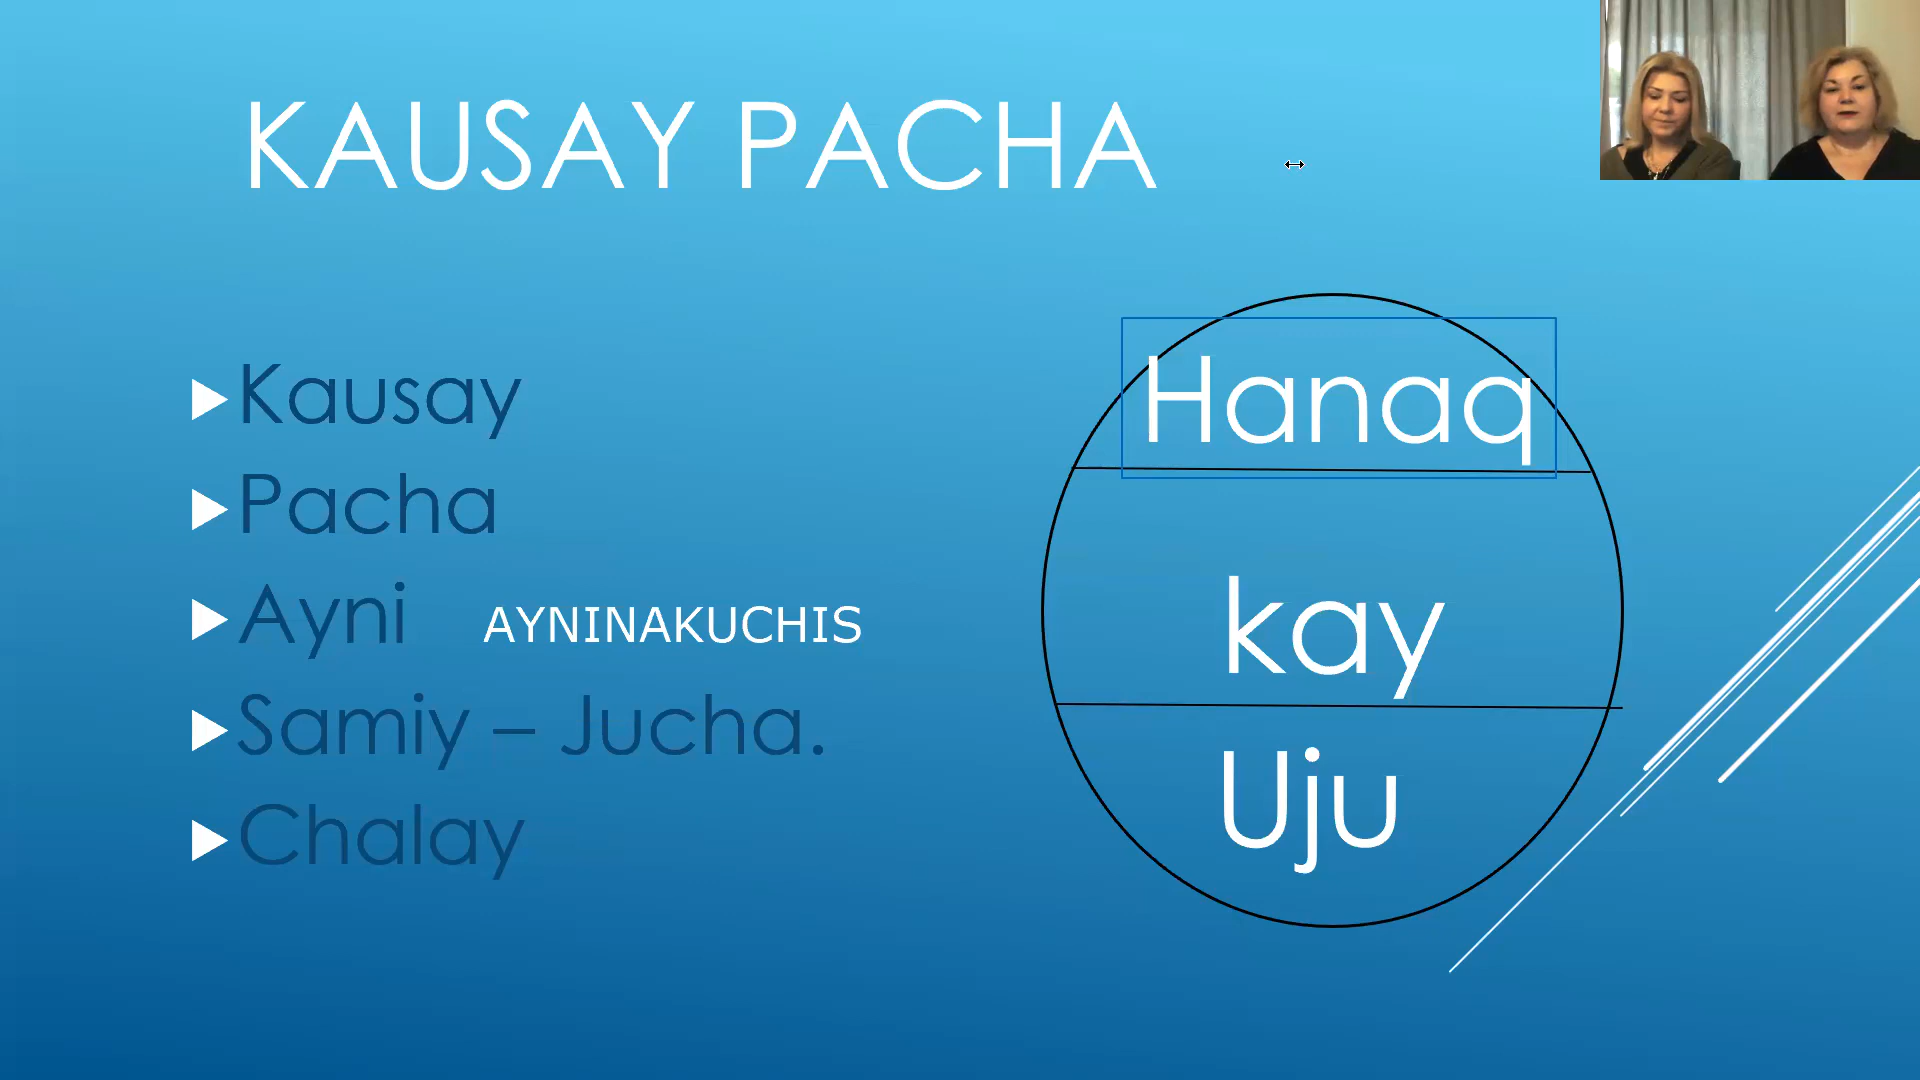 KAUSAY PACHA
Kausay
Pacha
Ayni AYNINAKUCHIS
Samiy – Jucha.
Chalay
Hanaq
kay
Uju